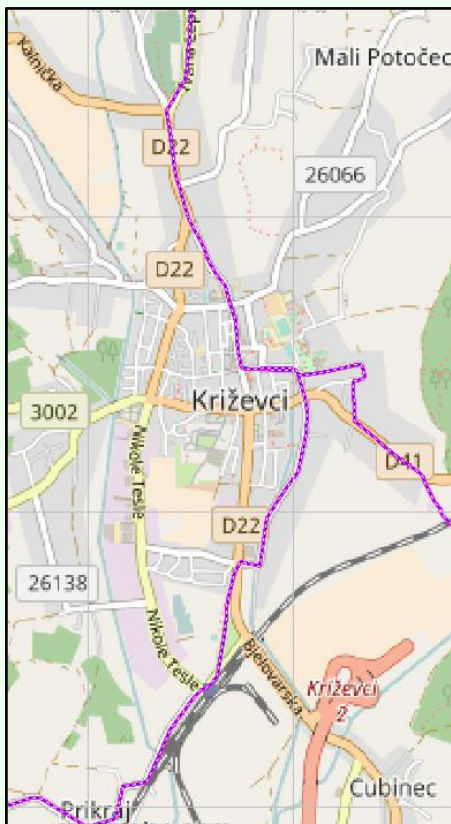 Kalnička
Mali Potočec
D22
26066
D22
Križevci
3002
Nikole Tesle
D41
D22
26138
Nikole Tesle
Bjelovarska
Križevci
2
Čubinec
Prikraj